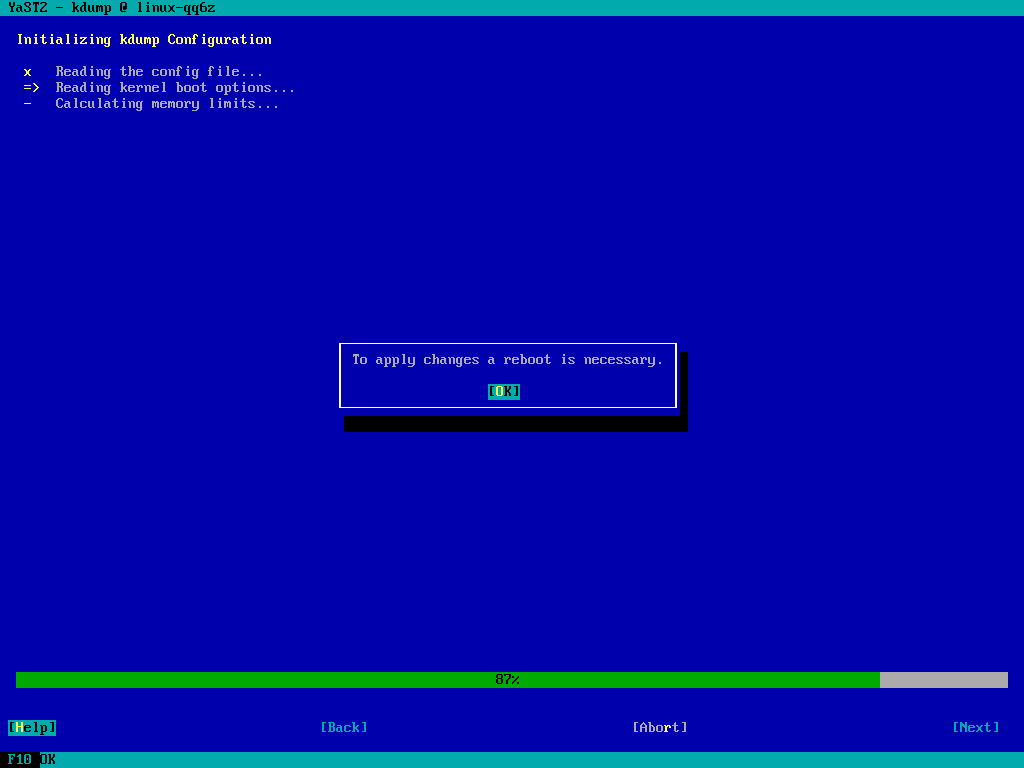 YaST2 - kdump @ linux-qq6z
Initializing kdump Configuration
x Reading the config file...
=> Reading kernel boot options...
- Calculating memory limits...
To apply changes a reboot is necessary.
[OK]
87%
[Help] [Back] [Abort] [Next]
F10 OK